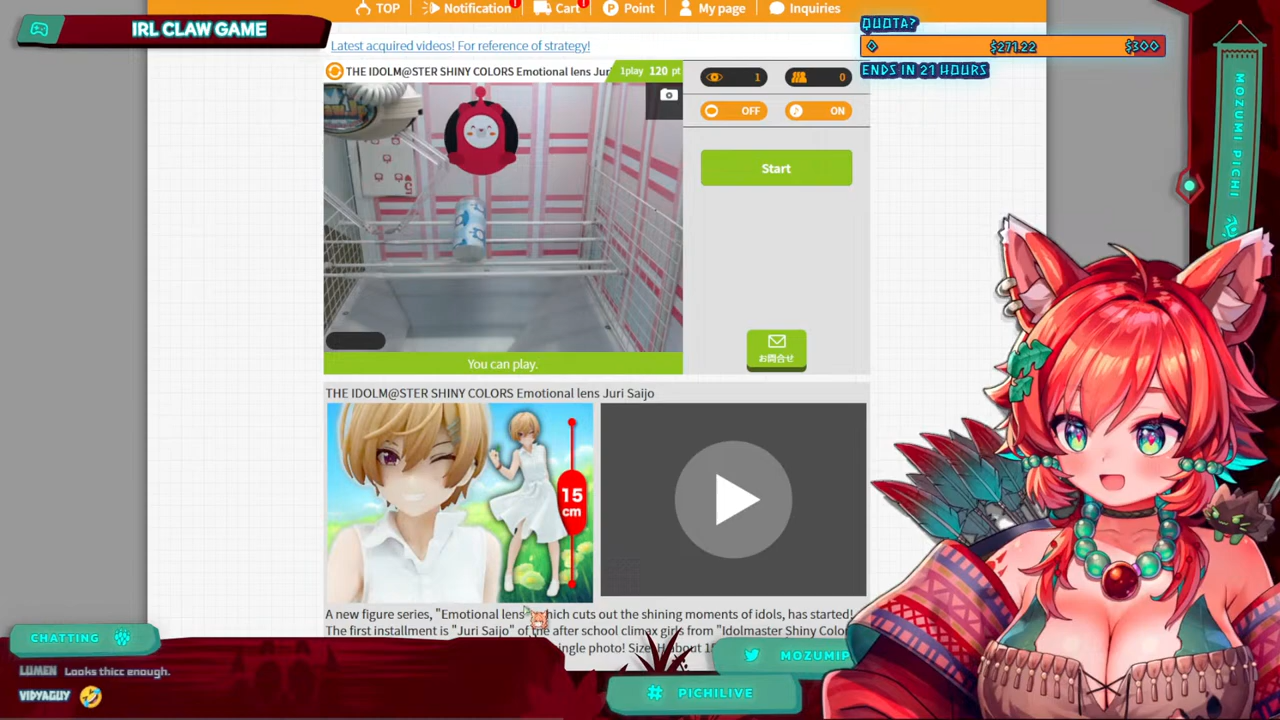 IRL CLAW GAME
TOP
Notification
Cart
Point
My page
Inquiries
QUOTA?
$271.22
$300
ENDS IN 21 HOURS
Latest acquired videos! For reference of strategy!
THE IDOLM@STER SHINY COLORS Emotional lens Jur
1play 120 pt
1
0
OFF
ON
Start
お問合せ
You can play.
MOZUMI PICHI
THE IDOLM@STER SHINY COLORS Emotional lens Juri Saijo
15
cm
A new figure series, "Emotional lens" which cuts out the shining moments of idols, has started!
The first installment is "Juri Saijo" of the after school climax girls from "Idolmaster Shiny Color
ingle photo! Size: H about 1
CHATTING
LUMEN Looks thicc enough.
VIDYAGUY
MOZUMIP
# PICHILIVE